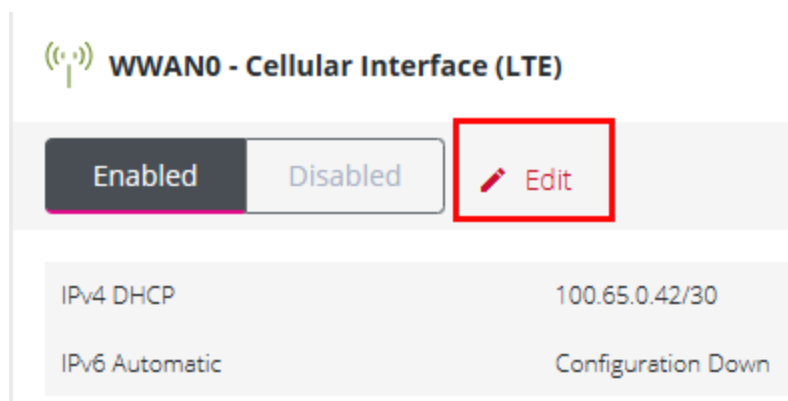 WWAN0 - Cellular Interface (LTE)
Enabled Disabled Edit
IPv4 DHCP 100.65.0.42/30
IPv6 Automatic Configuration Down